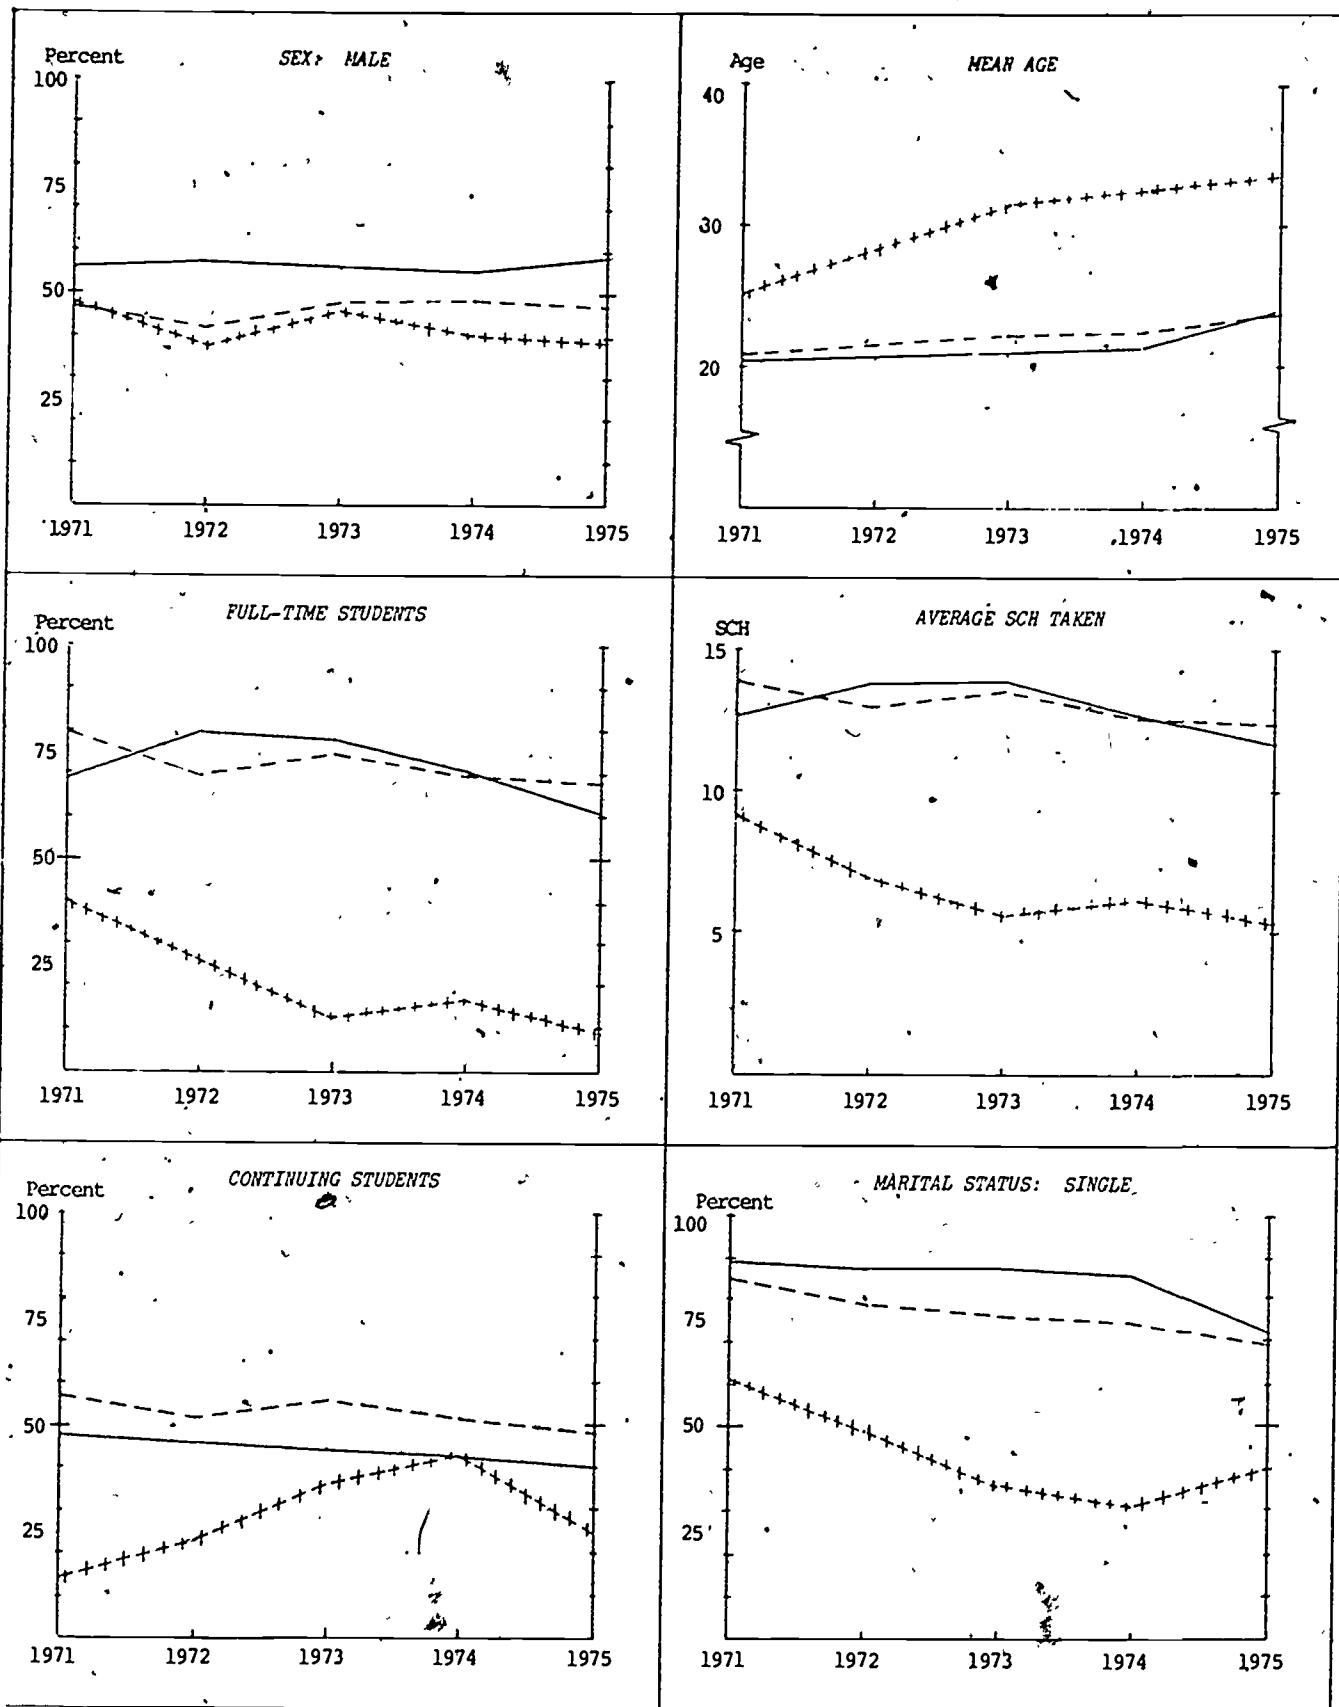 SEX: MALE
Percent
100
75
50
25
1971 1972 1973 1974 1975
MEAN AGE
Age
40
30
20
1971 1972 1973 1974 1975
FULL-TIME STUDENTS
Percent
100
75
50
25
1971 1972 1973 1974 1975
AVERAGE SCH TAKEN
SCH
15
10
5
1971 1972 1973 1974 1975
CONTINUING STUDENTS
Percent
100
75
50
25
1971 1972 1973 1974 1975
MARITAL STATUS: SINGLE
Percent
100
75
50
25
1971 1972 1973 1974 1975